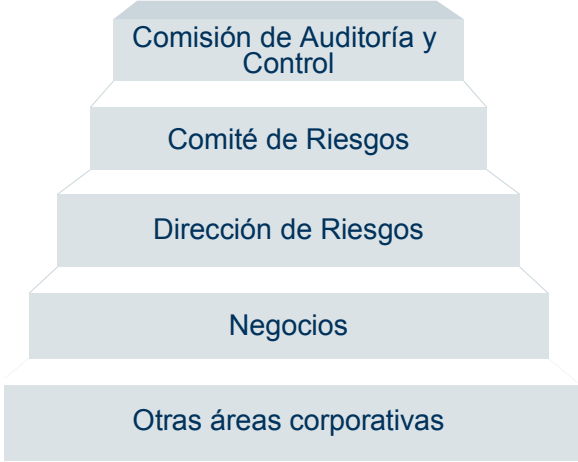 Comisión de Auditoría y
Control
Comité de Riesgos
Dirección de Riesgos
Negocios
Otras áreas corporativas